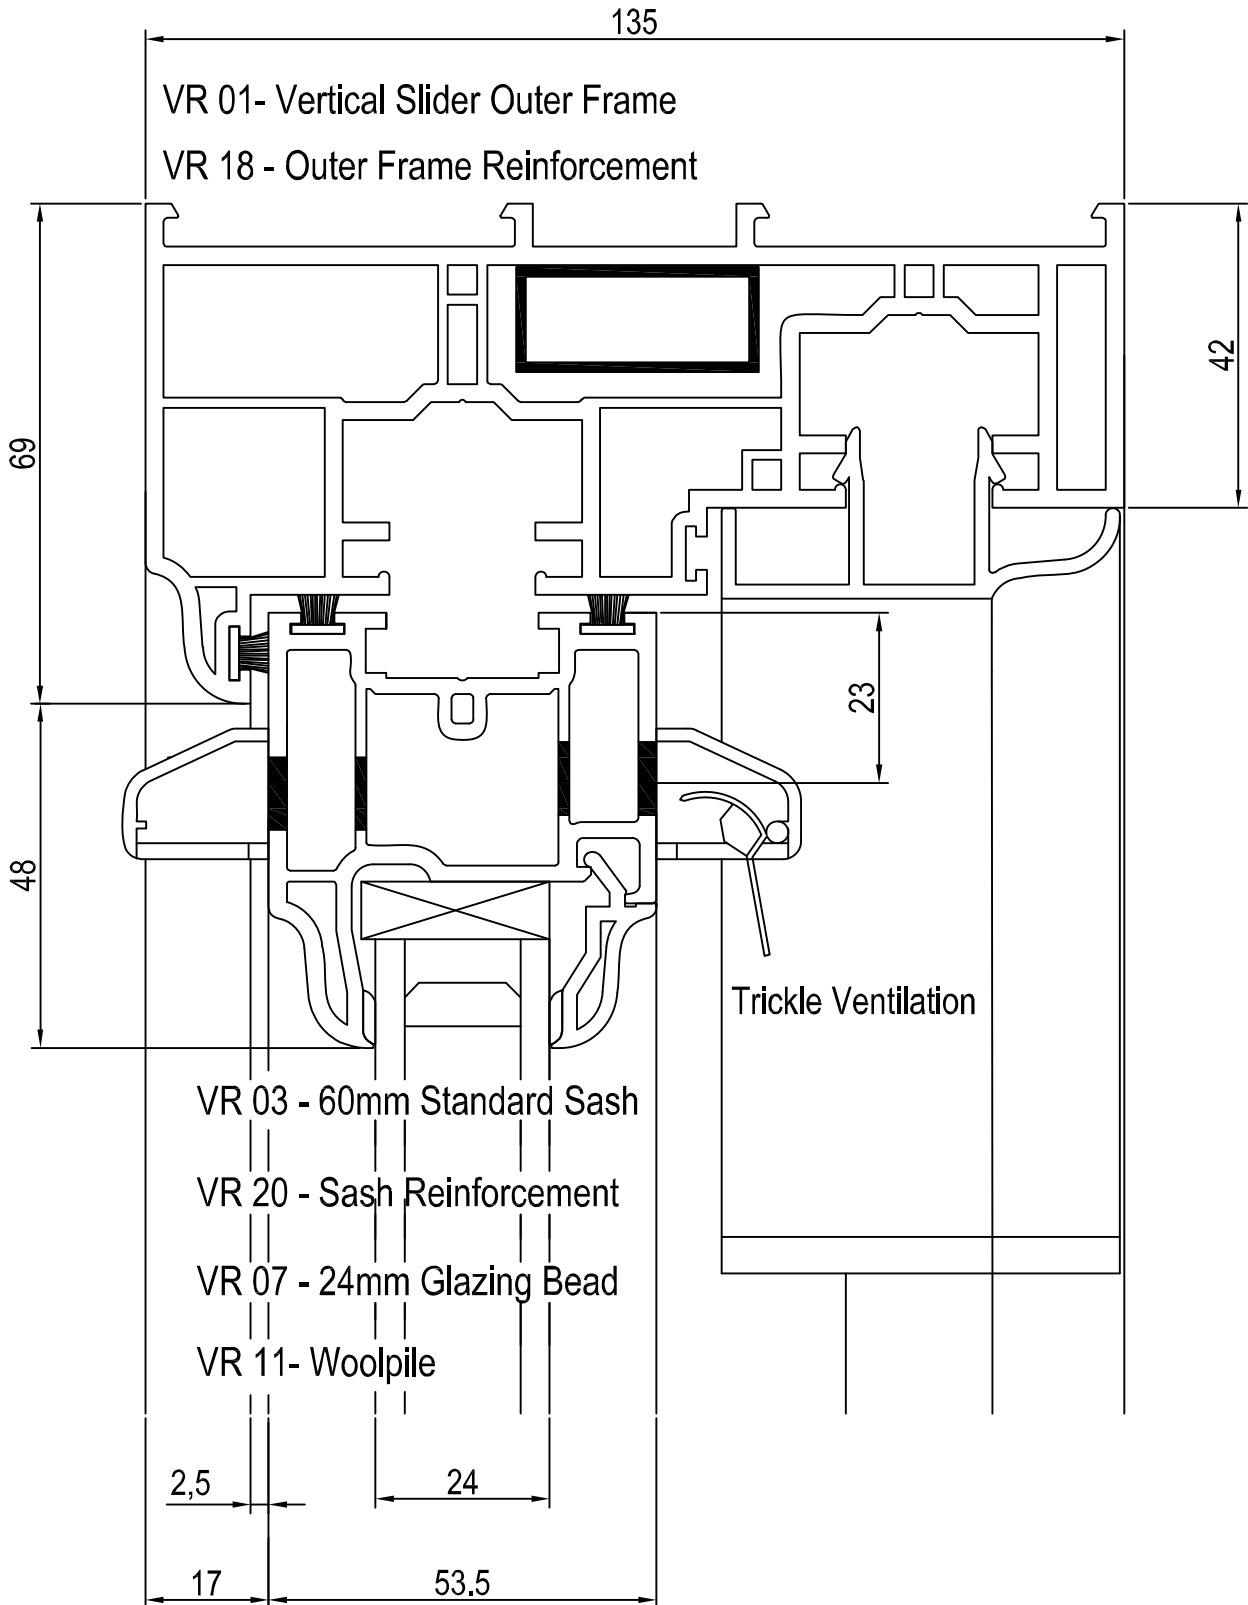 135
VR 01- Vertical Slider Outer Frame
VR 18 - Outer Frame Reinforcement
42
69
23
48
Trickle Ventilation
VR 03 - 60mm Standard Sash
VR 20 - Sash Reinforcement
VR 07 - 24mm Glazing Bead
VR 11- Woolpile
2,5
24
17
53.5